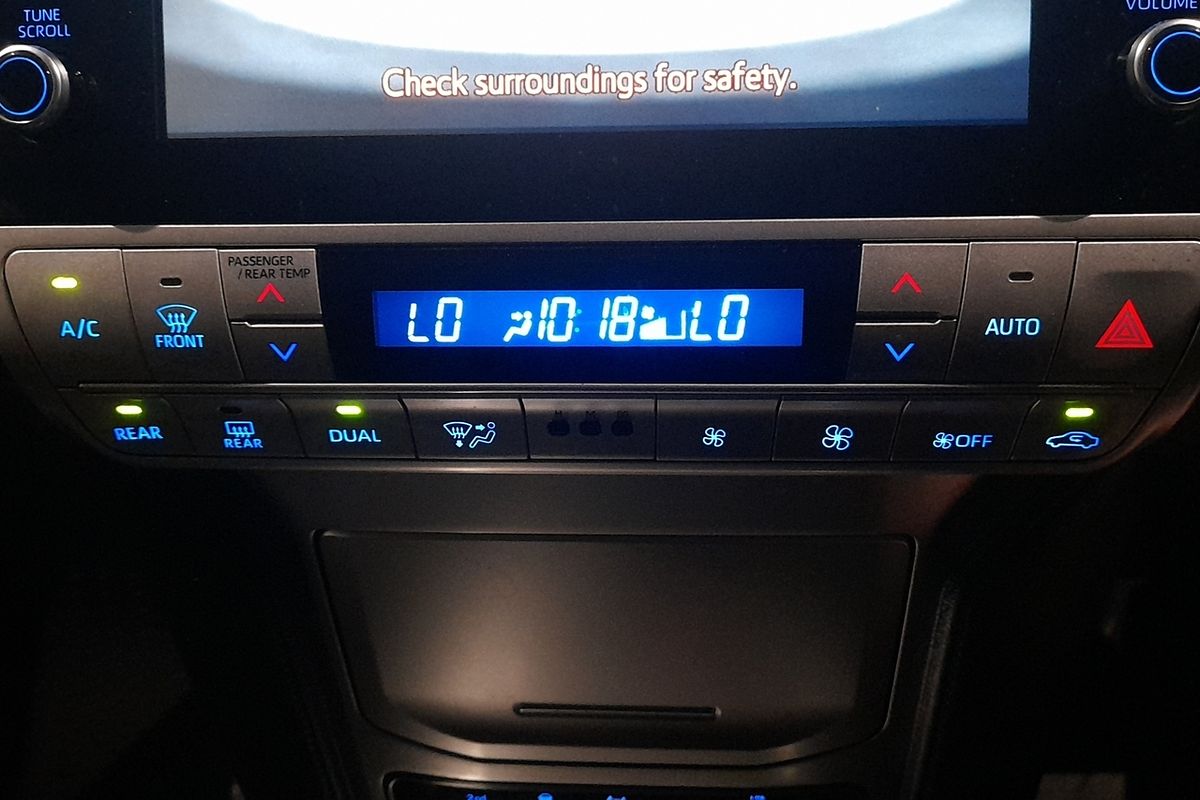 TUNE
SCROLL
VOLUME
Check surroundings for safety.
PASSENGER
/REAR TEMP
A/C
FRONT
LO 10:18 LO
AUTO
REAR
REAR
DUAL
OFF